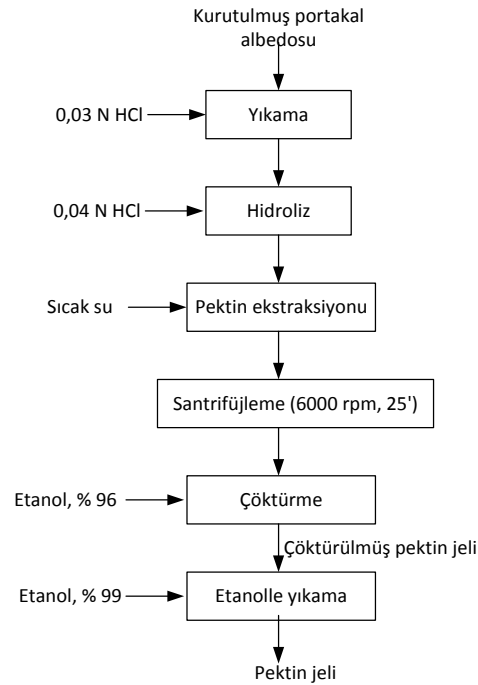 Kurutulmuş portakal
albedosu
0,03 N HCl
Yıkama
0,04 N HCl
Hidroliz
Sıcak su
Pektin ekstraksiyonu
Santrifüjleme (6000 rpm, 25')
Etanol, % 96
Çöktürme
Çöktürülmüş pektin jeli
Etanol, % 99
Etanolle yıkama
Pektin jeli